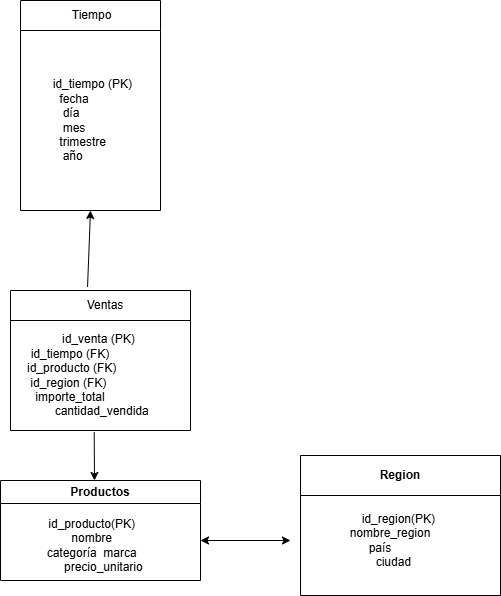 Tiempo
id_tiempo (PK)
fecha
día
mes
trimestre
año
Ventas
id_venta (PK)
id_tiempo (FK)
id_producto (FK)
id_region (FK)
importe_total
cantidad_vendida
Productos
id_producto(PK)
nombre
categoría marca
precio_unitario
Region
id_region(PK)
nombre_region
país
ciudad